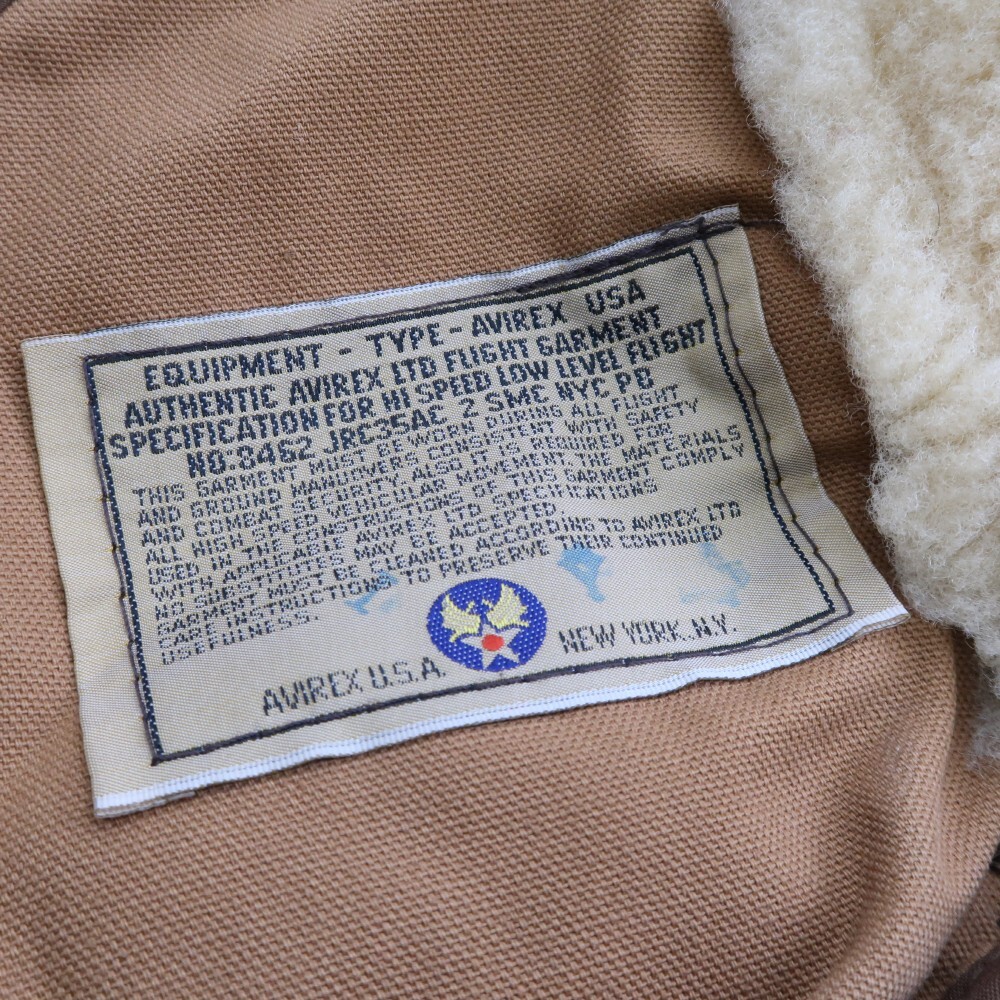 EQUIPMENT - TYPE - AVIREX USA
AUTHENTIC AVIREX LTD FLIGHT GARMENT
SPECIFICATION FOR HI SPEED LOW LEVEL FLIGHT
NO:8462 JRC35AC 2 SMC NYC PB
THIS GARMENT MUST BE WORN DURING ALL FLIGHT
AND GROUND MANOUVERS CONSISTENT WITH SAFETY
AND COMBAT SECURITY ALSO IT IS REQUIRED FOR
ALL HIGH SPEED VEHICULAR MOVEMENT. THE MATERIALS
USED IN THE CONSTRUCTIONS OF THIS GARMENT COMPLY
WITH APPLICABLE AVIREX LTD SPECIFICATIONS
NO SUBSTITUTES MAY BE ACCEPTED
GARMENT MUST BE CLEANED ACCORDING TO AVIREX LTD
CARE INSTRUCTIONS TO PRESERVE THEIR CONTINUED
USEFULNESS.
AVIREX U.S.A. NEW YORK.N.Y.